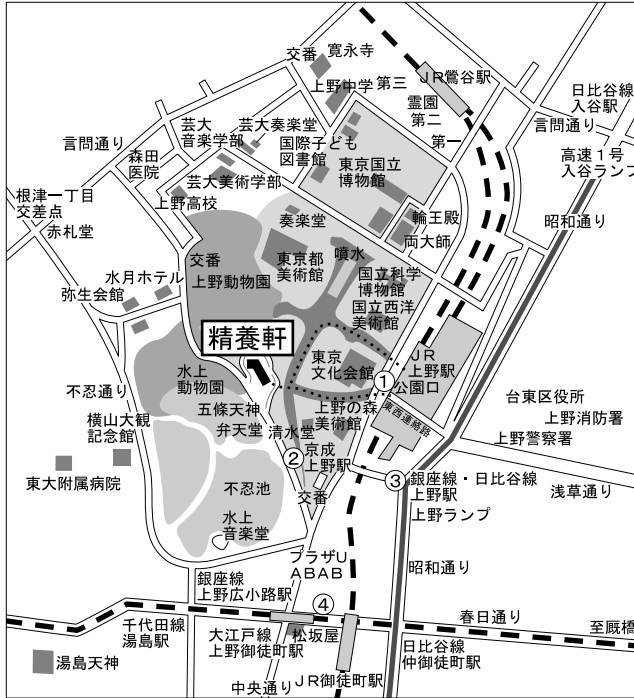 交番
寛永寺
上野中学
第三
JR鶯谷駅
霊園
第二
第一
日比谷線
入谷駅
言問通り
高速１号
入谷ランプ
昭和通り
言問通り
芸大
音楽学部
芸大奏楽堂
国際子ども
図書館
東京国立
博物館
森田
医院
芸大美術学部
上野高校
根津一丁目
交差点
赤札堂
奏楽堂
輪王殿
両大師
交番
上野動物園
東京都
美術館
噴水
国立科学
博物館
国立西洋
美術館
水月ホテル
弥生会館
精養軒
東京
文化会館
①
JR
上野駅
公園口
水上
動物園
不忍通り
横山大観
記念館
五條天神
弁天堂
清水堂
上野の森
美術館
東西連絡路
台東区役所
上野消防署
上野警察署
②
京成
上野駅
③
銀座線・日比谷線
上野駅
上野ランプ
浅草通り
東大附属病院
不忍池
水上
音楽堂
交番
プラザU
ABAB
昭和通り
銀座線
上野広小路駅
④
春日通り
至厩橋
千代田線
湯島駅
大江戸線
上野御徒町駅
松坂屋
日比谷線
仲御徒町駅
湯島天神
中央通り
JR御徒町駅